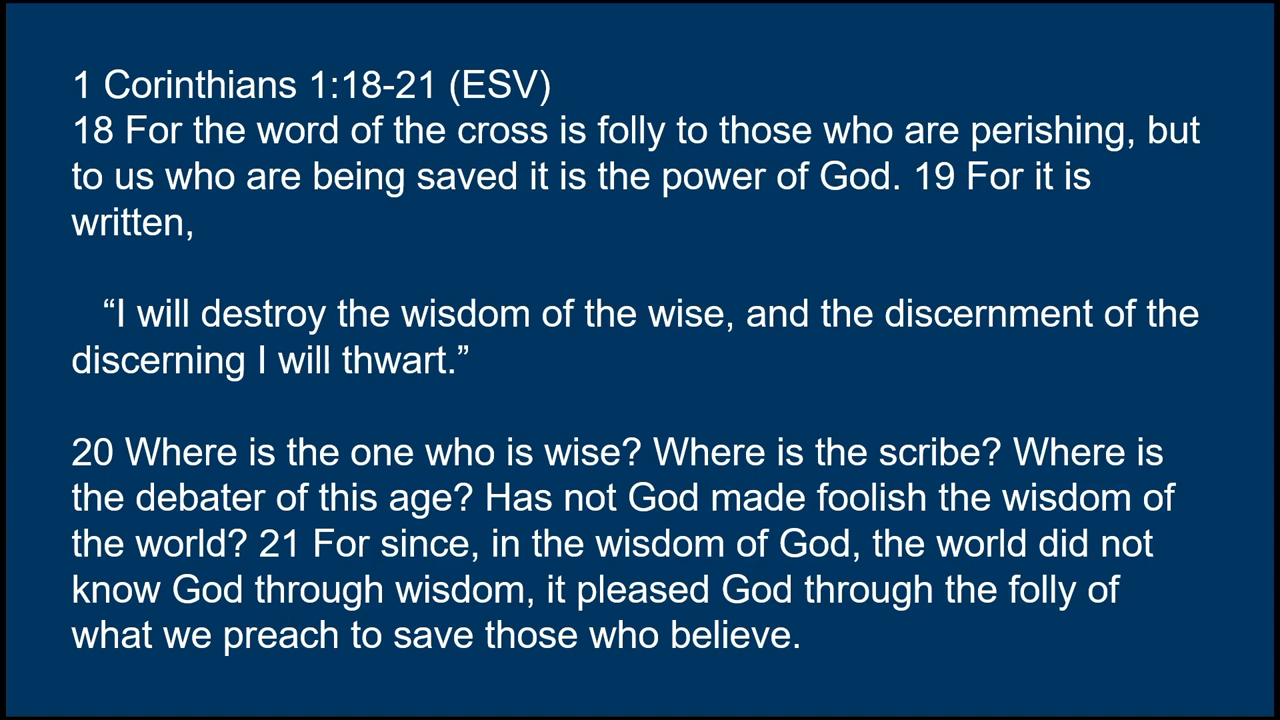 1 Corinthians 1:18-21 (ESV)
18 For the word of the cross is folly to those who are perishing, but
to us who are being saved it is the power of God. 19 For it is
written,
“I will destroy the wisdom of the wise, and the discernment of the
discerning I will thwart.”
20 Where is the one who is wise? Where is the scribe? Where is
the debater of this age? Has not God made foolish the wisdom of
the world? 21 For since, in the wisdom of God, the world did not
know God through wisdom, it pleased God through the folly of
what we preach to save those who believe.